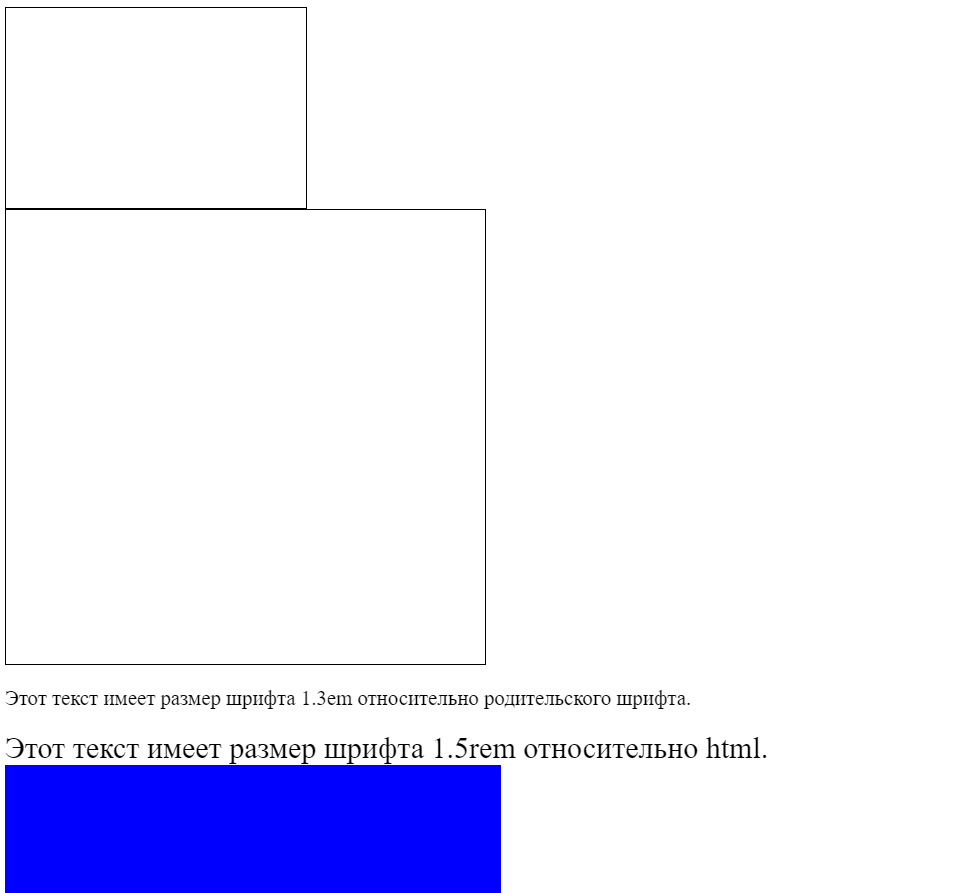 Этот текст имеет размер шрифта 1.3em относительно родительского шрифта.
Этот текст имеет размер шрифта 1.5rem относительно html.